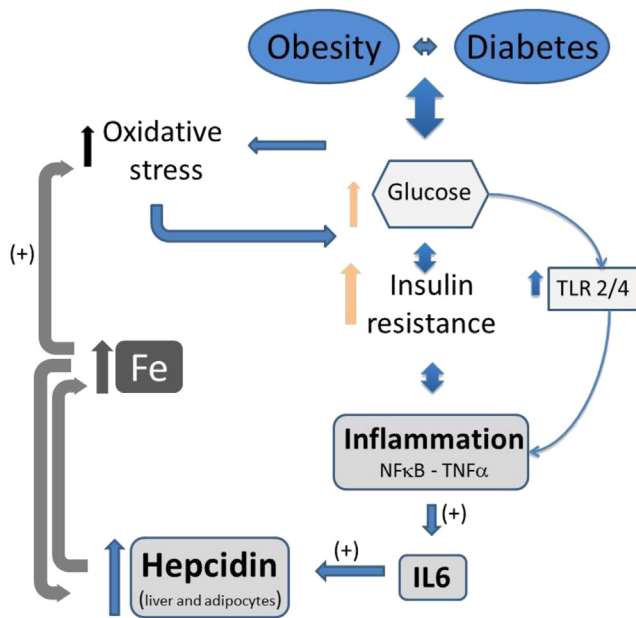 Obesity
Diabetes
Oxidative
stress
Glucose
(+)
Insulin
resistance
TLR 2/4
Fe
Inflammation
NFκB - TNFα
(+)
(+)
Hepcidin
(liver and adipocytes)
IL6